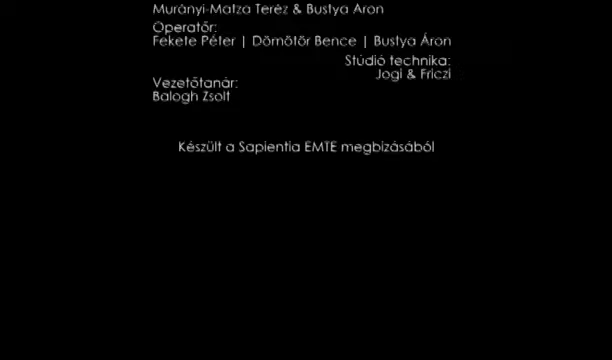 Murányi-Matza Teréz & Bustya Áron
Operatőr:
Fekete Péter | Dömötör Bence | Bustya Áron
Stúdió technika:
Jogi & Friczi
Vezetőtanár:
Balogh Zsolt
Készült a Sapientia EMTE megbízásából